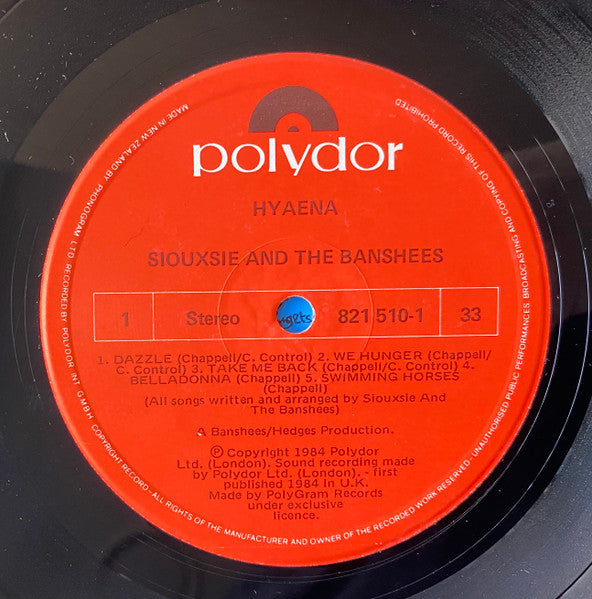 polydor
HYAENA
SIOUXSIE AND THE BANSHEES
1 Stereo 821 510-1 33
1. DAZZLE (Chappell/C. Control) 2. WE HUNGER (Chappell/
C. Control) 3. TAKE ME BACK (Chappell/C. Control) 4.
BELLADONNA (Chappell) 5. SWIMMING HORSES
(Chappell)
(All songs written and arranged by Siouxsie And
The Banshees)
A Banshees/Hedges Production.
℗ Copyright 1984 Polydor
Ltd. (London). Sound recording made
by Polydor Ltd. (London). - first
published 1984 in U.K.
Made by PolyGram Records
under exclusive
licence.
MADE IN NEW ZEALAND BY PHONOGRAM LTD. RECORDED BY POLYDOR INT. GMBH COPYRIGHT RECORD - ALL RIGHTS OF THE MANUFACTURER AND OWNER OF THE RECORDED WORK RESERVED - UNAUTHORISED PUBLIC PERFORMANCES BROADCASTING AND COPYING OF THIS RECORD PROHIBITED